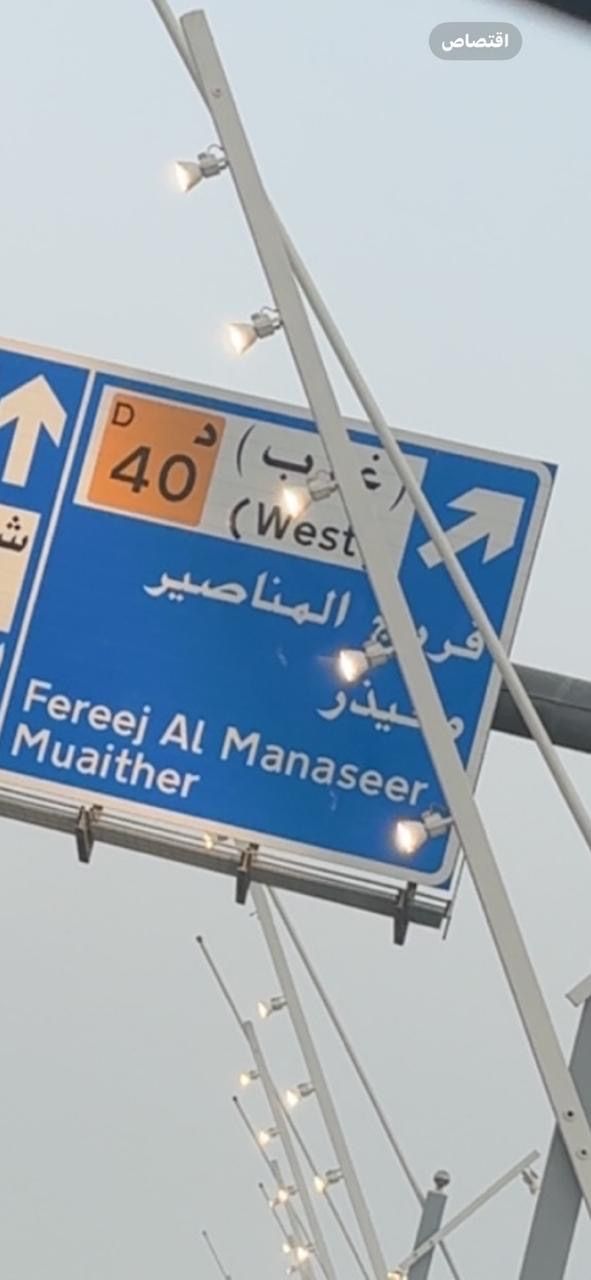 اقتصاص
D د
40
(غرب)
(West)
فريج المناصير
معيذر
Fereej Al Manaseer
Muaither